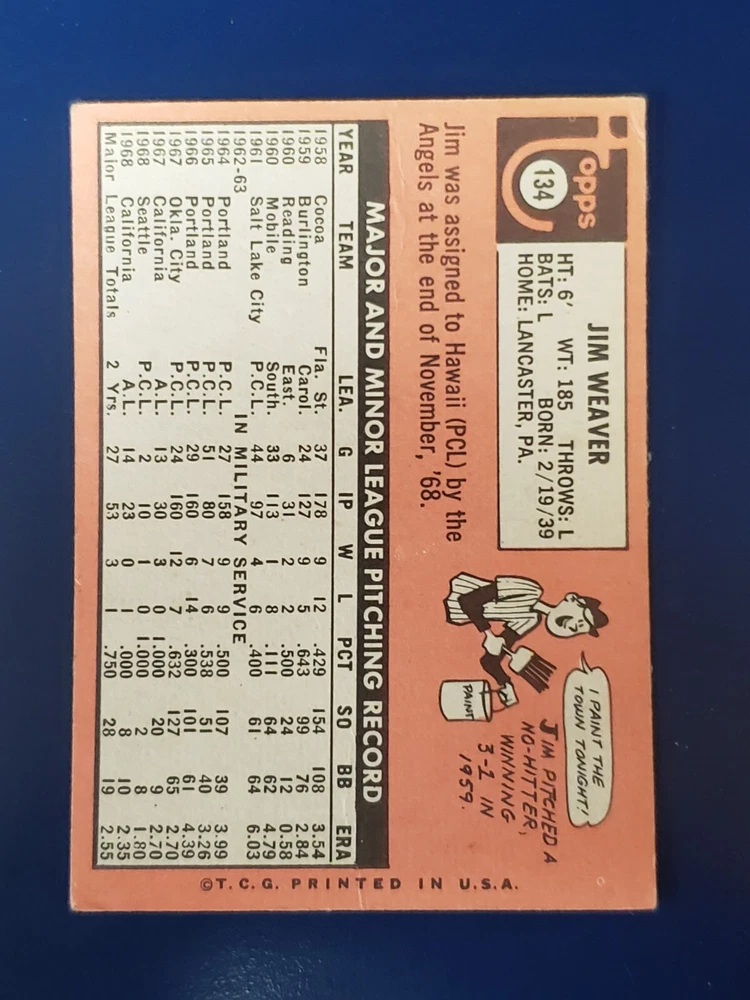 Topps
134
JIM WEAVER
HT: 6' WT: 185 THROWS: L
BATS: L BORN: 2/19/39
HOME: LANCASTER, PA.
I PAINT THE
TOWN TONIGHT!
PAINT
JIM PITCHED A
NO-HITTER,
WINNING
3-1 IN
1959.
Jim was assigned to Hawaii (PCL) by the
Angels at the end of November, '68.
MAJOR AND MINOR LEAGUE PITCHING RECORD
YEAR TEAM LEA. G IP W L PCT SO BB ERA
1958 Cocoa Fla. St. 37 178 9 12 .429 154 108 3.54
1959 Burlington Carol. 24 127 9 5 .643 99 76 2.84
1960 Reading East. 6 31 2 2 .500 24 12 0.58
1960 Mobile South. 33 113 1 8 .111 64 62 4.79
1961 Salt Lake City P.C.L. 44 97 4 6 .400 61 64 6.03
1962-63 IN MILITARY SERVICE
1964 Portland P.C.L. 27 158 9 9 .500 107 39 3.99
1965 Portland P.C.L. 51 80 7 6 .538 51 40 3.26
1966 Portland P.C.L. 29 160 6 14 .300 101 61 4.39
1967 Okla. City P.C.L. 24 160 12 7 .632 127 65 2.70
1967 California A.L. 13 30 3 0 1.000 20 9 2.70
1968 Seattle P.C.L. 2 10 1 0 1.000 2 8 1.80
1968 California A.L. 14 23 0 1 .000 8 10 2.35
Major League Totals 2 Yrs. 27 53 3 1 .750 28 19 2.55
©T.C.G. PRINTED IN U.S.A.